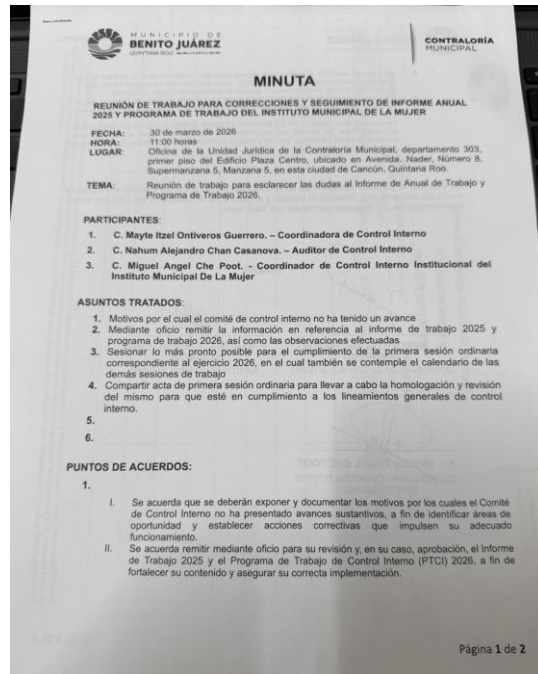 MUNICIPIO DE
BENITO JUÁREZ
QUINTANA ROO
CONTRALORÍA
MUNICIPAL
MINUTA
REUNIÓN DE TRABAJO PARA CORRECCIONES Y SEGUIMIENTO DE INFORME ANUAL
2025 Y PROGRAMA DE TRABAJO DEL INSTITUTO MUNICIPAL DE LA MUJER
FECHA: 30 de marzo de 2026
HORA: 11:00 horas
LUGAR: Oficina de la Unidad Jurídica de la Contraloría Municipal, departamento 303,
primer piso del Edificio Plaza Centro, ubicado en Avenida. Nader, Número 8,
Supermanzana 5, Manzana 5, en esta ciudad de Cancún, Quintana Roo.
TEMA: Reunión de trabajo para esclarecer las dudas al Informe de Anual de Trabajo y
Programa de Trabajo 2026.
PARTICIPANTES:
1. C. Mayte Itzel Ontiveros Guerrero. – Coordinadora de Control Interno
2. C. Nahum Alejandro Chan Casanova. – Auditor de Control Interno
3. C. Miguel Angel Che Poot. - Coordinador de Control Interno Institucional del
Instituto Municipal De La Mujer
ASUNTOS TRATADOS:
1. Motivos por el cual el comité de control interno no ha tenido un avance
2. Mediante oficio remitir la información en referencia al informe de trabajo 2025 y
programa de trabajo 2026, así como las observaciones efectuadas
3. Sesionar lo más pronto posible para el cumplimiento de la primera sesión ordinaria
correspondiente al ejercicio 2026, en el cual también se contemple el calendario de las
demás sesiones de trabajo
4. Compartir acta de primera sesión ordinaria para llevar a cabo la homologación y revisión
del mismo para que esté en cumplimiento a los lineamientos generales de control
interno.
5.
6.
PUNTOS DE ACUERDOS:
1.
I. Se acuerda que se deberán exponer y documentar los motivos por los cuales el Comité
de Control Interno no ha presentado avances sustantivos, a fin de identificar áreas de
oportunidad y establecer acciones correctivas que impulsen su adecuado
funcionamiento.
II. Se acuerda remitir mediante oficio para su revisión y, en su caso, aprobación, el Informe
de Trabajo 2025 y el Programa de Trabajo de Control Interno (PTCI) 2026, a fin de
fortalecer su contenido y asegurar su correcta implementación.
Página 1 de 2